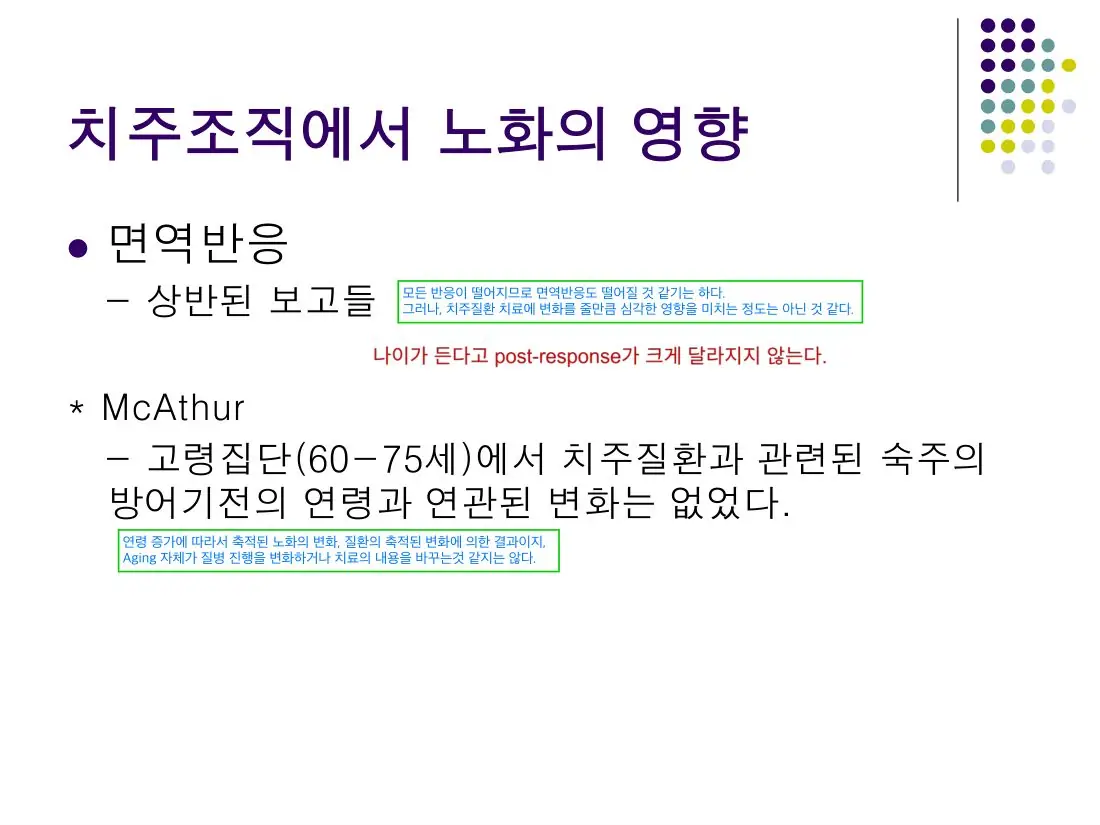 치주조직에서 노화의 영향
● 면역반응
– 상반된 보고들
모든 반응이 떨어지므로 면역반응도 떨어질 것 같기는 하다.
그러나, 치주질환 치료에 변화를 줄만큼 심각한 영향을 미치는 정도는 아닌 것 같다.
나이가 든다고 post-response가 크게 달라지지 않는다.
* McAthur
– 고령집단(60-75세)에서 치주질환과 관련된 숙주의
방어기전의 연령과 연관된 변화는 없었다.
연령 증가에 따라서 축적된 노화의 변화, 질환의 축적된 변화에 의한 결과이지,
Aging 자체가 질병 진행을 변화하거나 치료의 내용을 바꾸는것 같지는 않다.